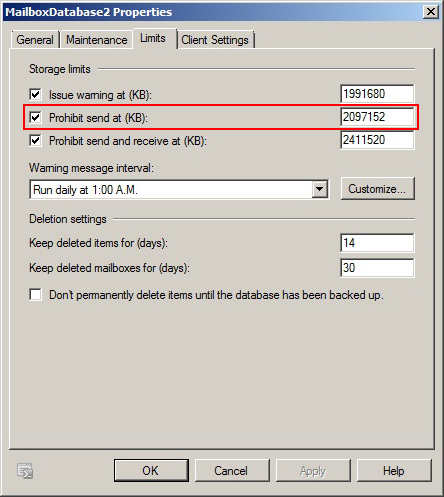 MailboxDatabase2 Properties
General Maintenance Limits Client Settings
Storage limits
Issue warning at (KB): 1991680
Prohibit send at (KB): 2097152
Prohibit send and receive at (KB): 2411520
Warning message interval:
Run daily at 1:00 A.M. Customize...
Deletion settings
Keep deleted items for (days): 14
Keep deleted mailboxes for (days): 30
Don't permanently delete items until the database has been backed up.
OK Cancel Apply Help